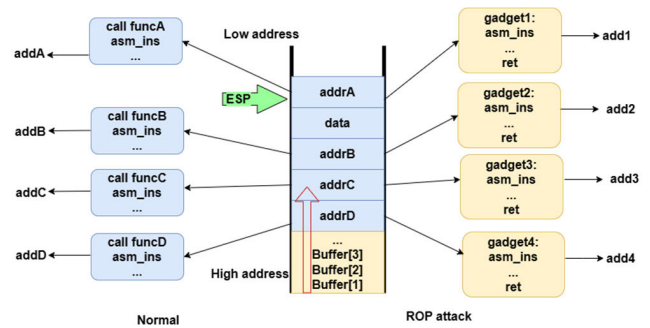 call funcA
asm_ins
...
addA
call funcB
asm_ins
...
addB
call funcC
asm_ins
...
addC
call funcD
asm_ins
...
addD
Normal
Low address
ESP
addrA
data
addrB
addrC
addrD
...
Buffer[3]
Buffer[2]
Buffer[1]
High address
gadget1:
asm_ins
...
ret
add1
gadget2:
asm_ins
...
ret
add2
gadget3:
asm_ins
...
ret
add3
gadget4:
asm_ins
...
ret
add4
ROP attack